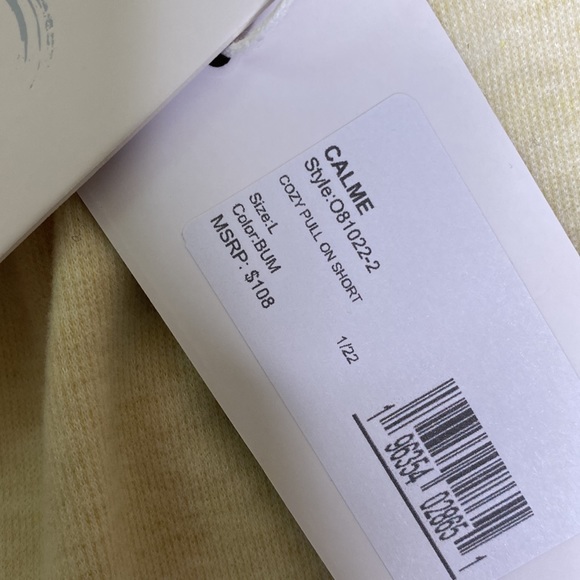 CALME
Style:O81022-2
COZY PULL ON SHORT
Size:L
Color:BUM
MSRP: $108
1/22
1 96354 02865 1